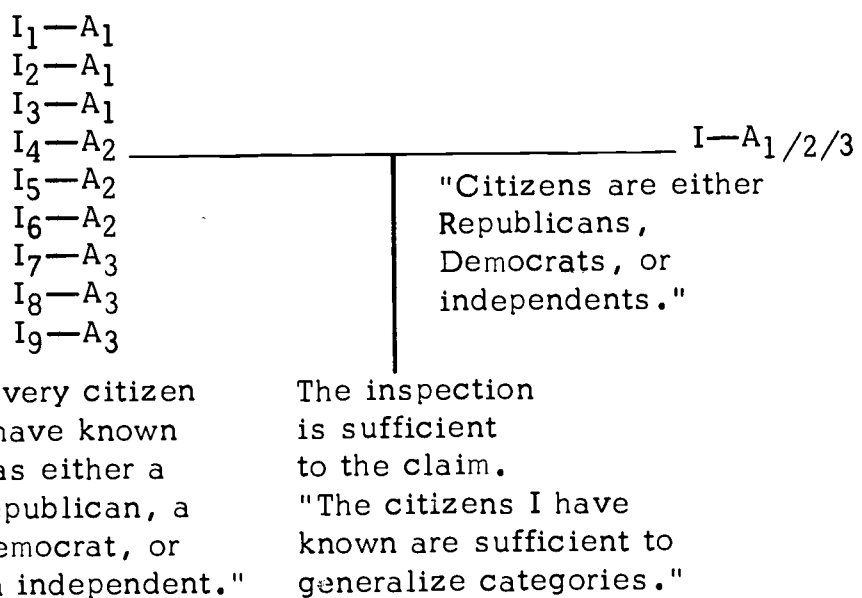 I₁—A₁
I₂—A₁
I₃—A₁
I₄—A₂
I₅—A₂
I₆—A₂
I₇—A₃
I₈—A₃
I₉—A₃
I—A₁/₂/₃
"Citizens are either
Republicans,
Democrats, or
independents."
very citizen
have known
as either a
publican, a
emocrat, or
independent."
The inspection
is sufficient
to the claim.
"The citizens I have
known are sufficient to
generalize categories."